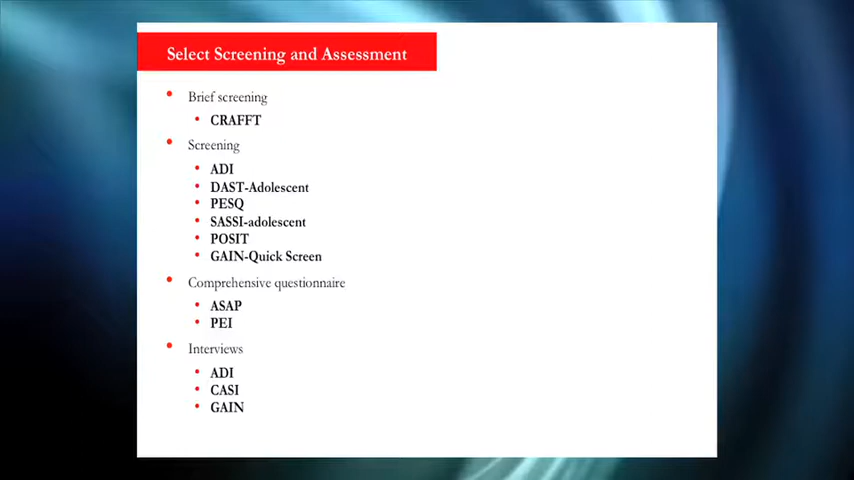 Select Screening and Assessment
• Brief screening
• CRAFFT
• Screening
• ADI
• DAST-Adolescent
• PESQ
• SASSI-adolescent
• POSIT
• GAIN-Quick Screen
• Comprehensive questionnaire
• ASAP
• PEI
• Interviews
• ADI
• CASI
• GAIN